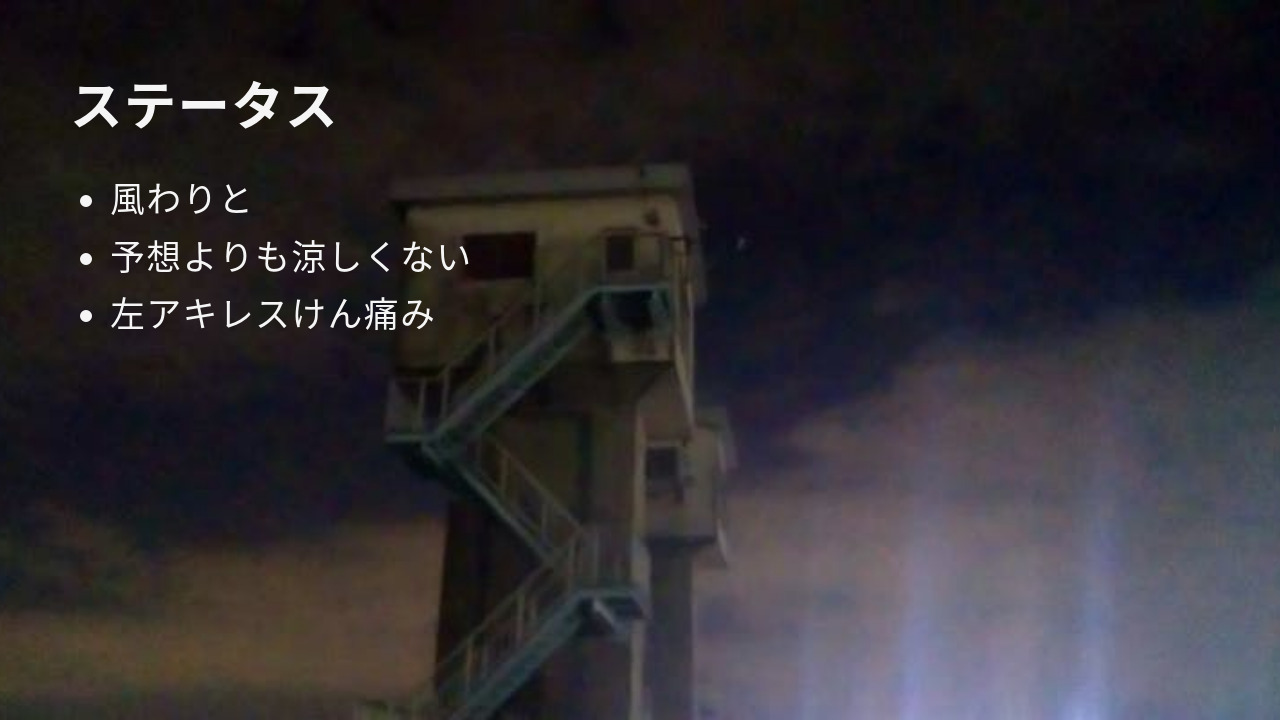 ステータス
風わりと
予想よりも涼しくない
左アキレスけん痛み